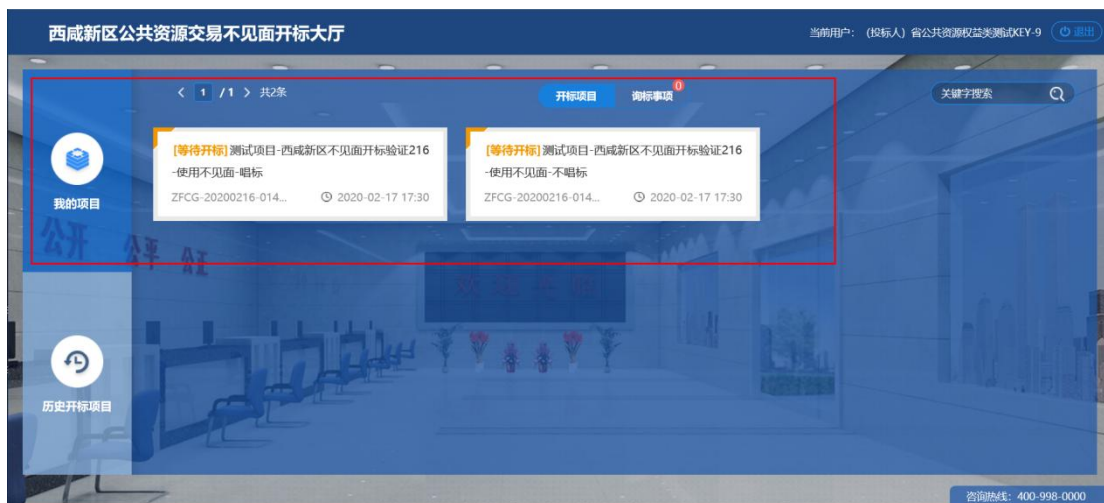 西咸新区公共资源交易不见面开标大厅
当前用户： (投标人) 省公共资源权益类测试KEY-9 退出
1 /1 共2条
开标项目 询标事项 0
关键字搜索
[等待开标] 测试项目-西咸新区不见面开标验证216
-使用不见面-唱标
ZFCG-20200216-014... 2020-02-17 17:30
[等待开标] 测试项目-西咸新区不见面开标验证216
-使用不见面-不唱标
ZFCG-20200216-014... 2020-02-17 17:30
我的项目
公开 公平 公正
历史开标项目
咨询热线：400-998-0000